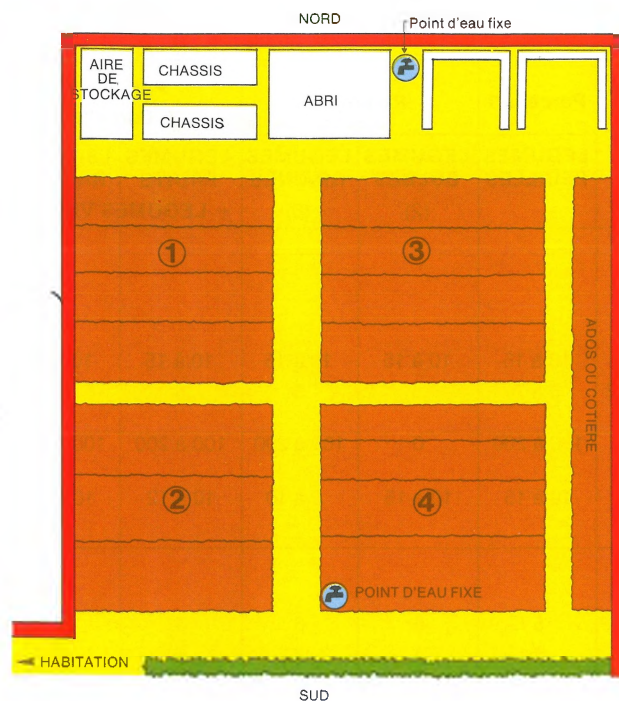 NORD
Point d'eau fixe
AIRE
DE
STOCKAGE
CHASSIS
CHASSIS
ABRI
1
3
ADOS OU COTIERE
2
4
POINT D'EAU FIXE
HABITATION
SUD